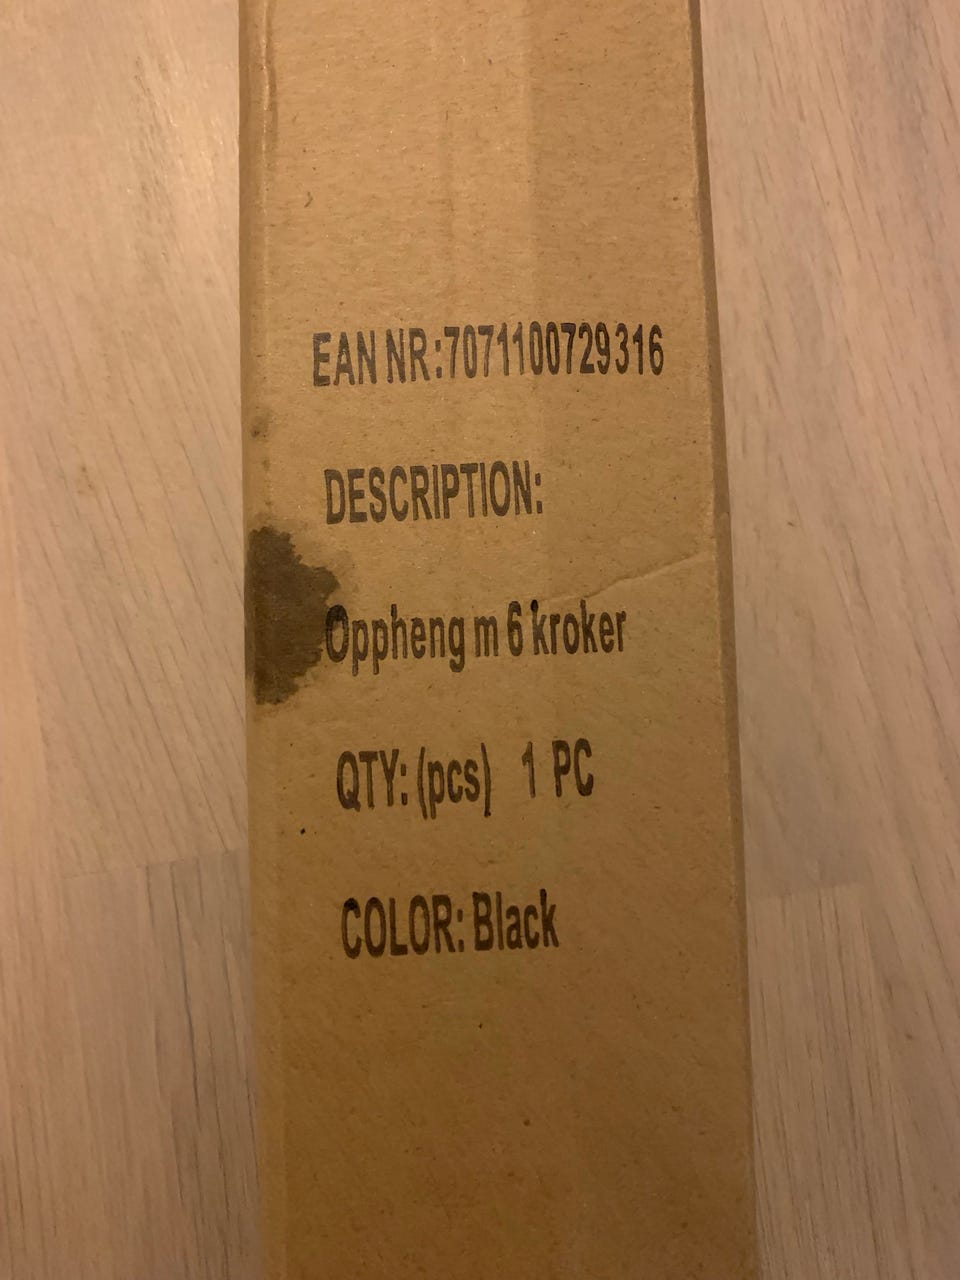 EAN NR:7071100729316
DESCRIPTION:
Oppheng m 6 kroker
QTY: (pcs) 1 PC
COLOR: Black